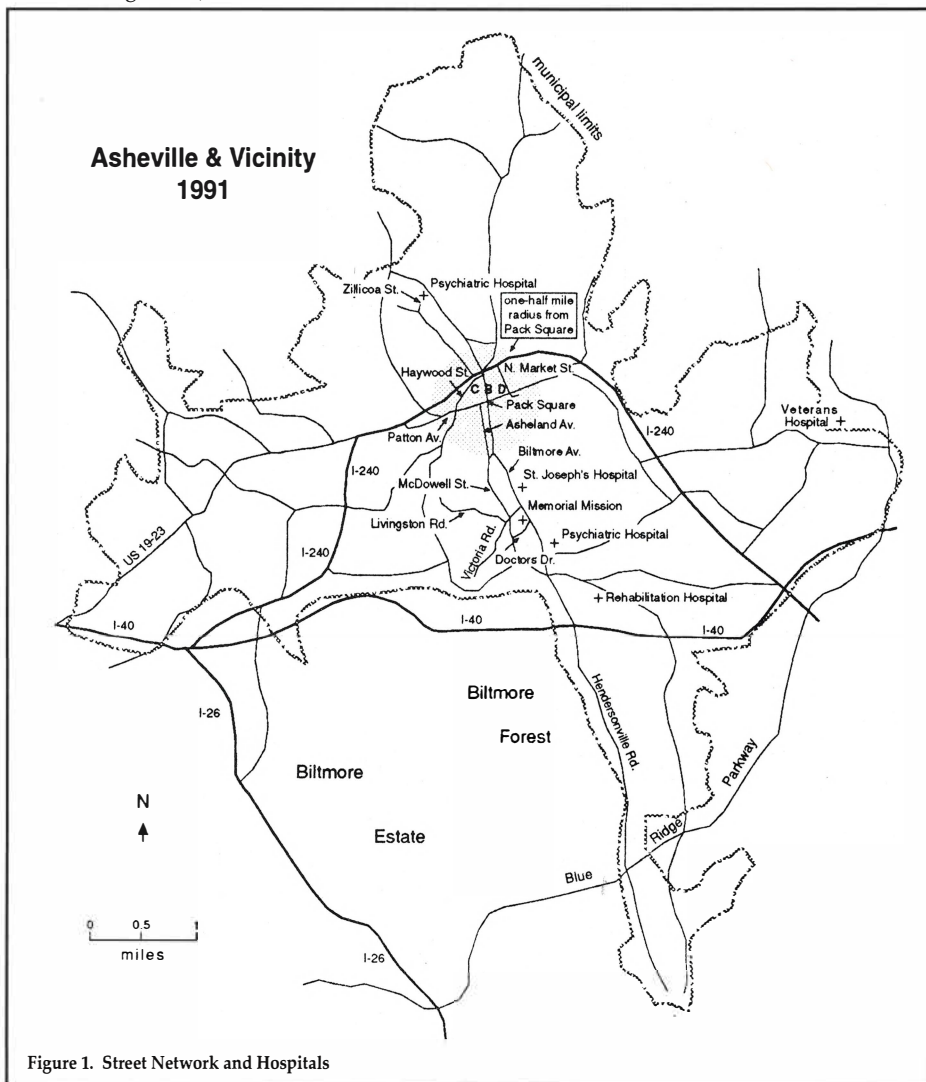 Asheville & Vicinity
1991
municipal limits
Zillicoa St.
Psychiatric Hospital
one-half mile
radius from
Pack Square
Haywood St.
N. Market St.
C B D
Pack Square
Patton Av.
Asheland Av.
I-240
Veterans
Hospital
Biltmore Av.
I-240
St. Joseph's Hospital
McDowell St.
Memorial Mission
US 19-23
Livingston Rd.
Victoria Rd.
Psychiatric Hospital
I-240
Doctors Dr.
Rehabilitation Hospital
I-40
I-40
I-40
Biltmore
Forest
Hendersonville Rd.
I-26
Biltmore
Estate
Parkway
Ridge
Blue
N
0 0.5 1
miles
I-26
Figure 1. Street Network and Hospitals